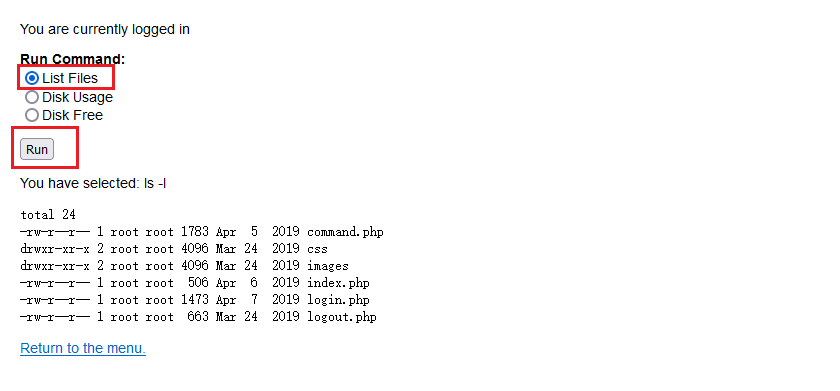 You are currently logged in
Run Command:
List Files
Disk Usage
Disk Free
Run
You have selected: ls -l
total 24
-rw-r--r-- 1 root root 1783 Apr  5  2019 command.php
drwxr-xr-x 2 root root 4096 Mar 24  2019 css
drwxr-xr-x 2 root root 4096 Mar 24  2019 images
-rw-r--r-- 1 root root  506 Apr  6  2019 index.php
-rw-r--r-- 1 root root 1473 Apr  7  2019 login.php
-rw-r--r-- 1 root root  663 Mar 24  2019 logout.php
Return to the menu.